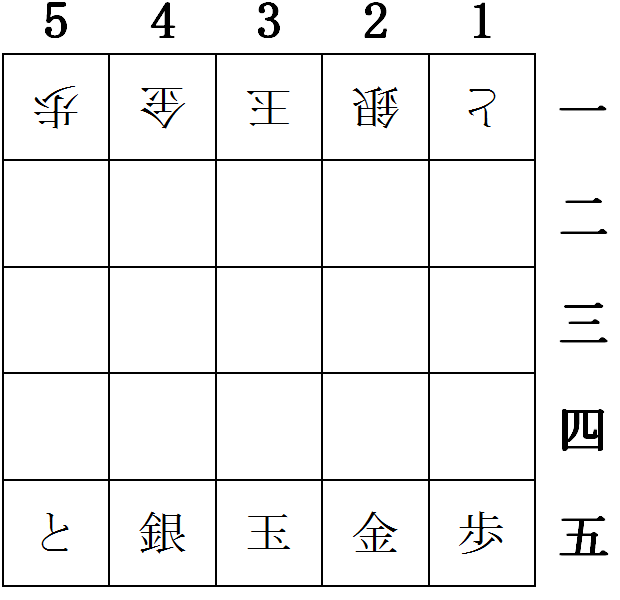 5 4 3 2 1
歩 金 玉 銀 と 一
二
三
四
と 銀 玉 金 歩 五